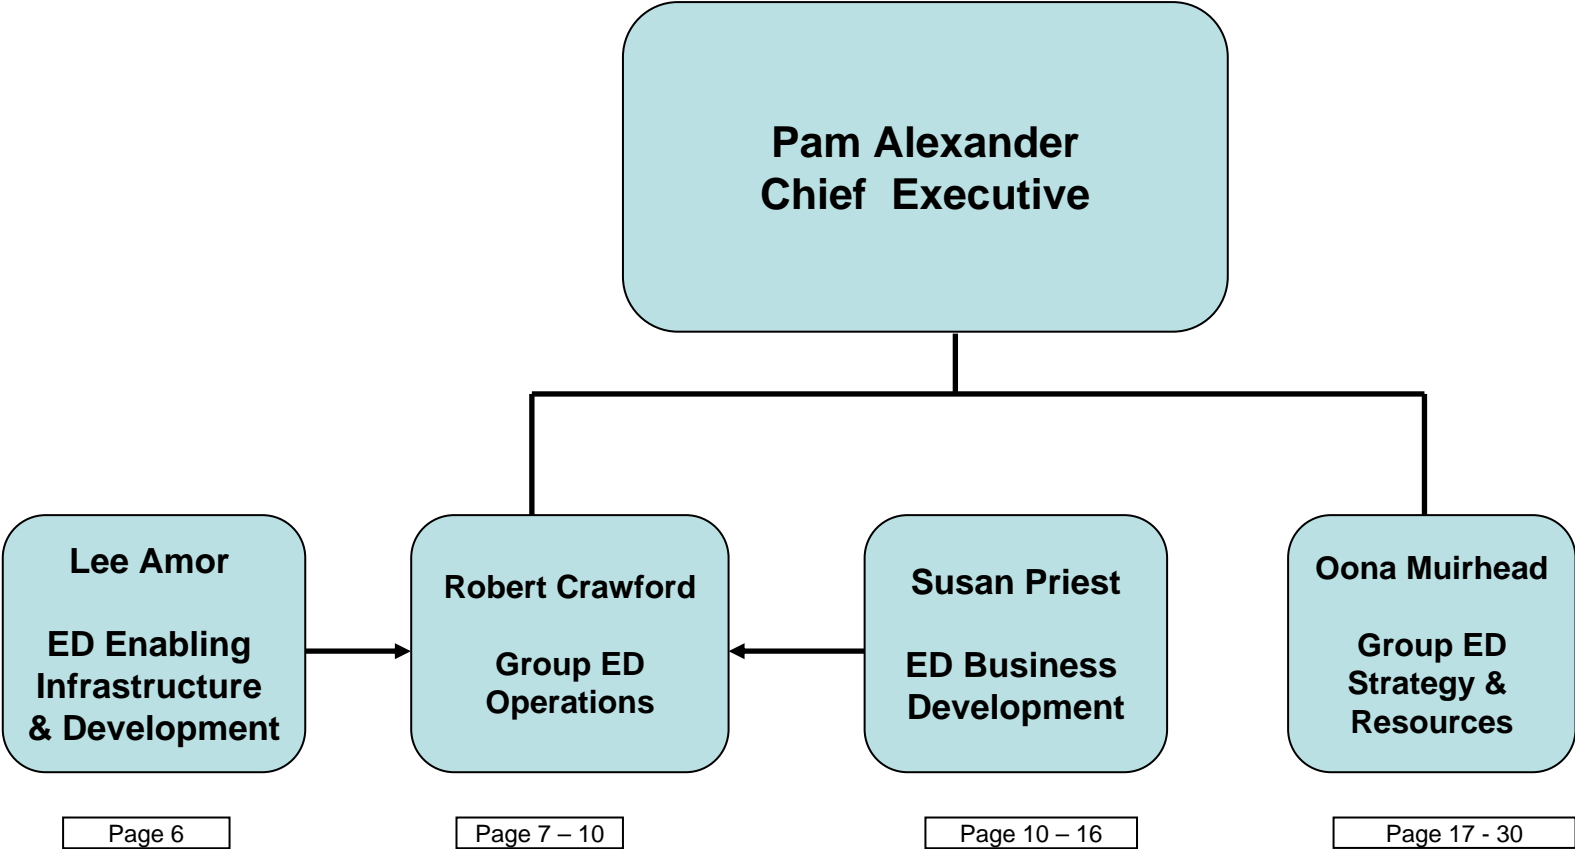 Pam Alexander
Chief Executive
Lee Amor
ED Enabling
Infrastructure
& Development
Robert Crawford
Group ED
Operations
Susan Priest
ED Business
Development
Oona Muirhead
Group ED
Strategy &
Resources
Page 6
Page 7 – 10
Page 10 – 16
Page 17 - 30